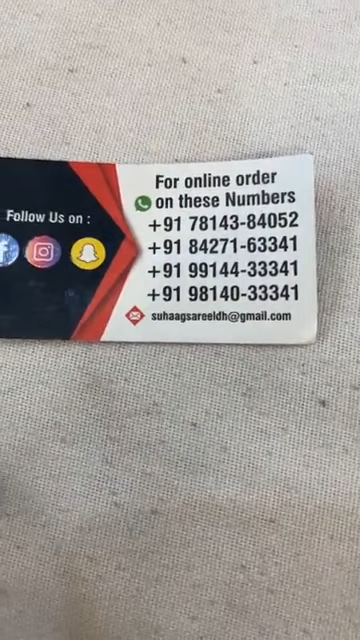 Follow Us on :
For online order
on these Numbers
+91 78143-84052
+91 84271-63341
+91 99144-33341
+91 98140-33341
suhaagsareeldh@gmail.com